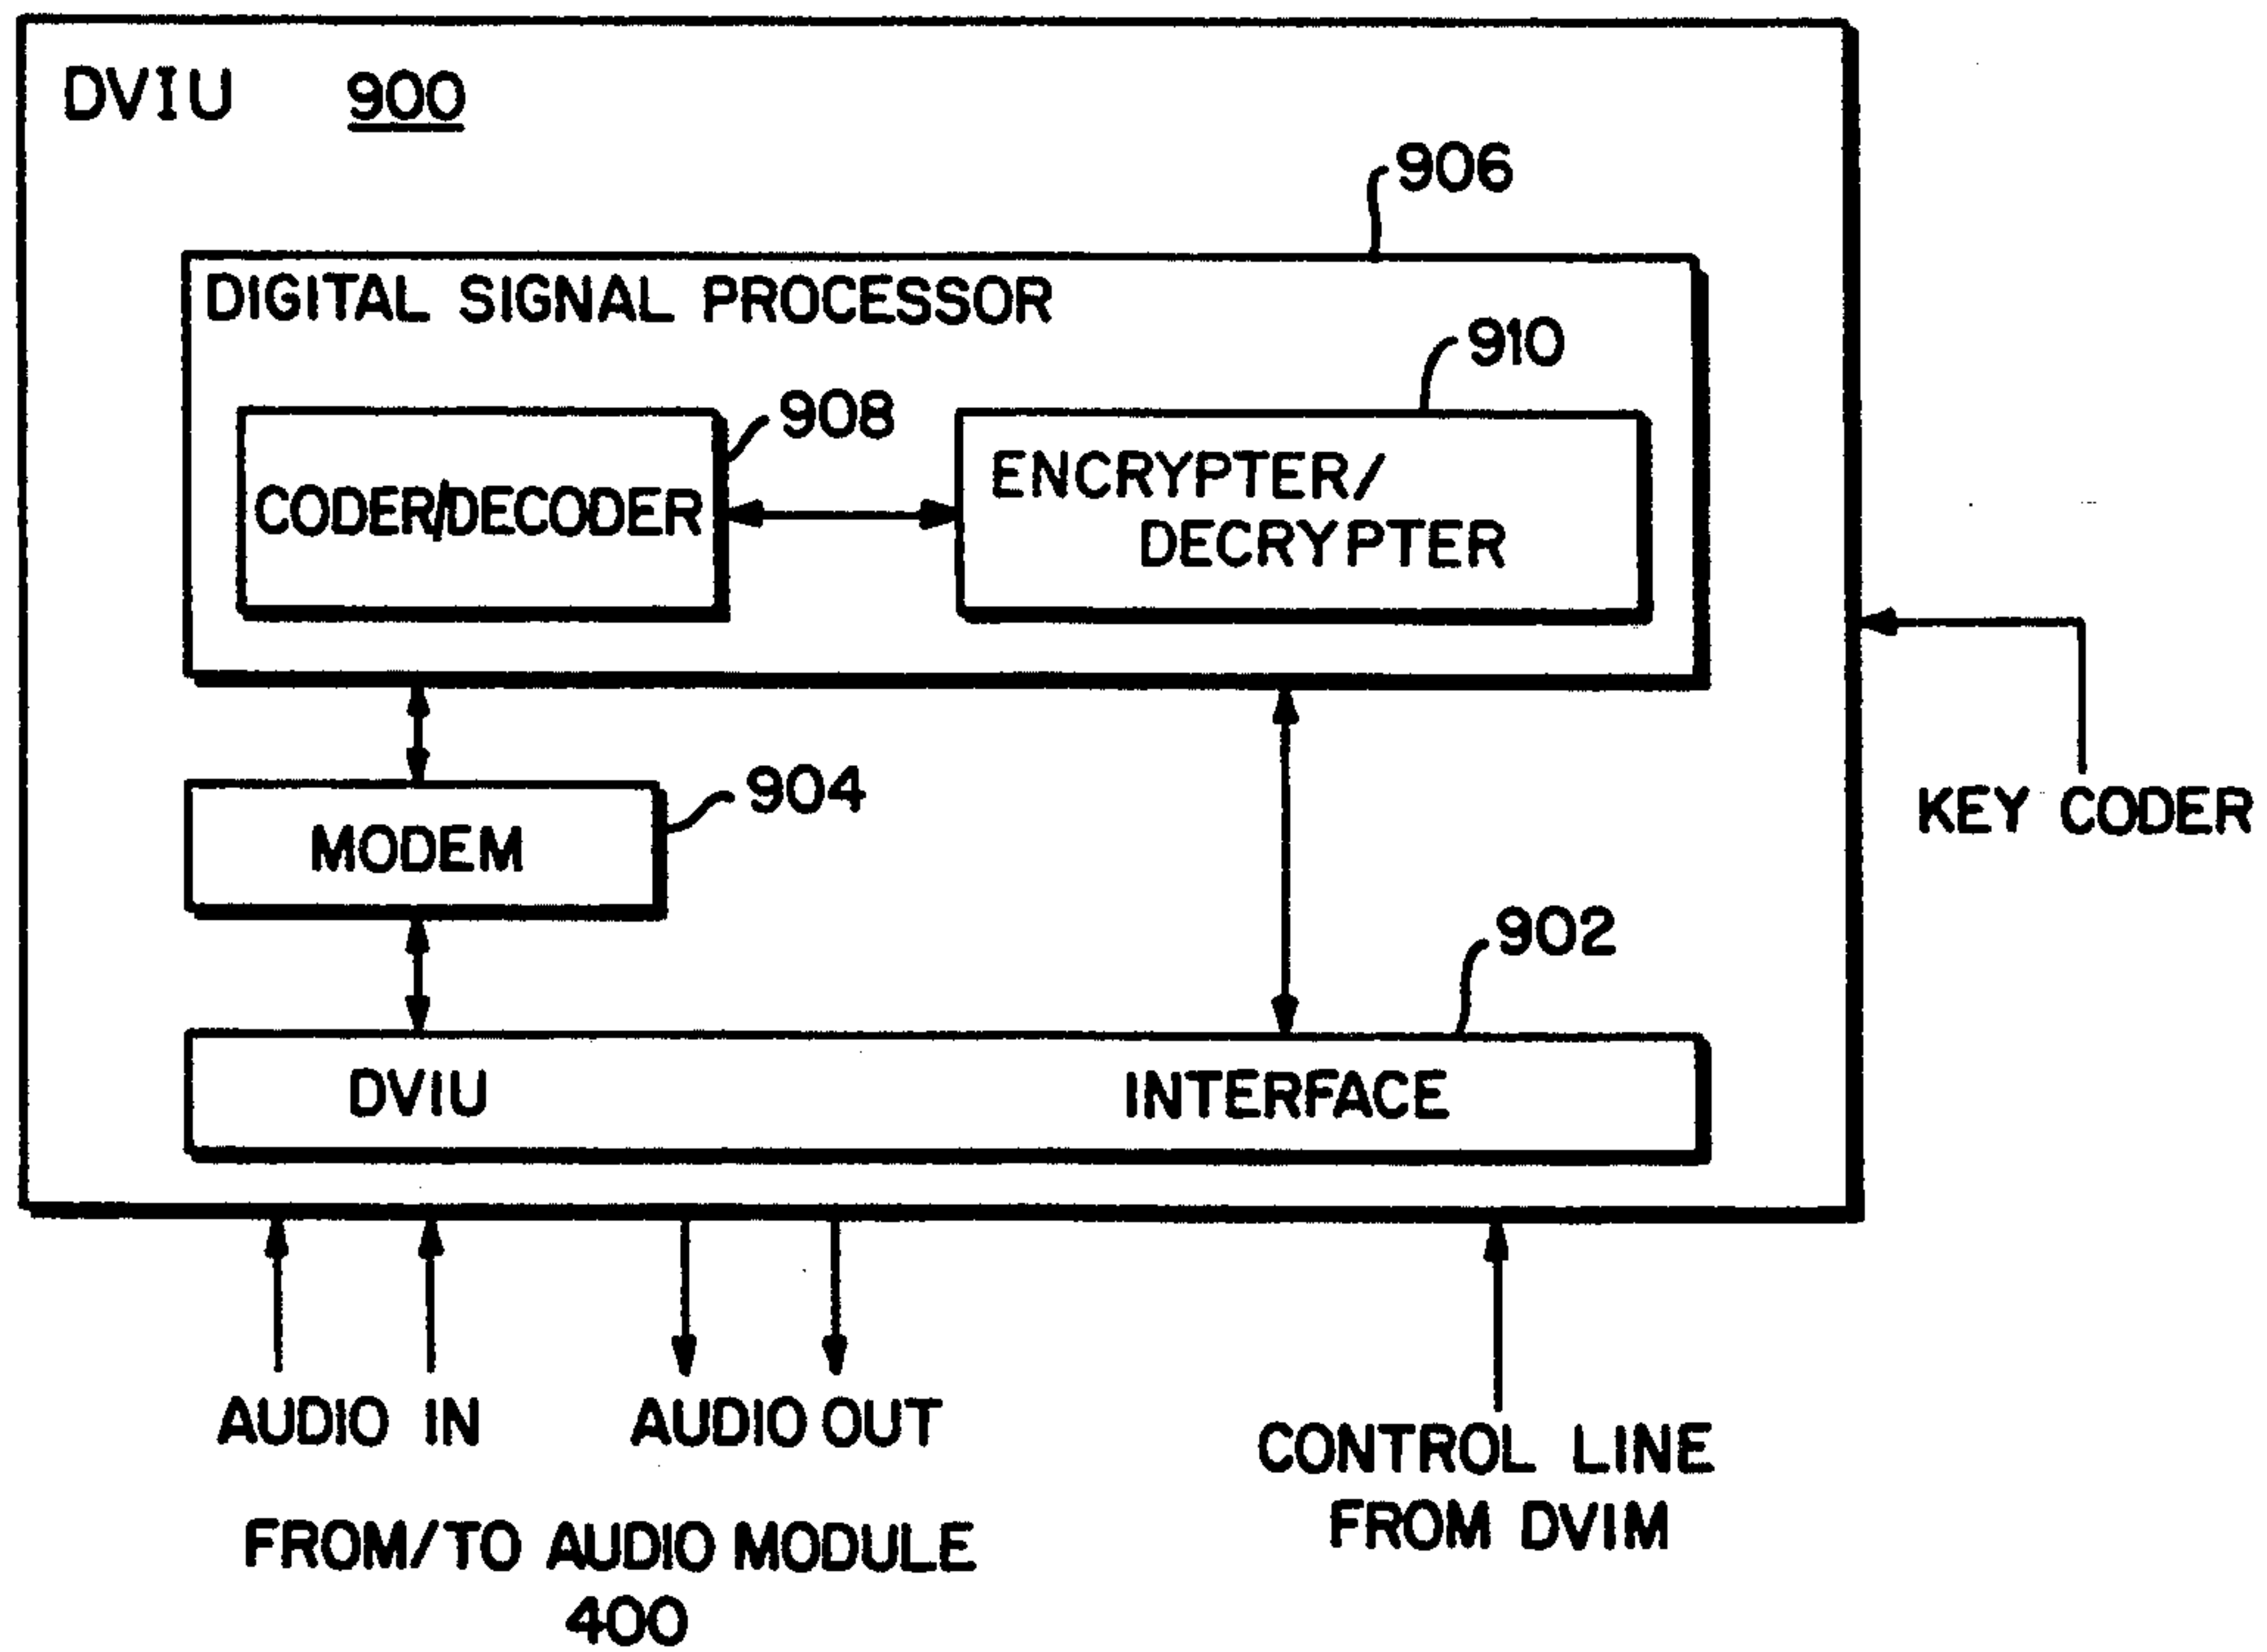 DVIU 900
906
DIGITAL SIGNAL PROCESSOR
910
908
CODER/DECODER
ENCRYPTER/
DECRYPTER
904
MODEM
KEY CODER
902
DVIU INTERFACE
AUDIO IN
AUDIO OUT
CONTROL LINE
FROM DVIM
FROM/TO AUDIO MODULE
400